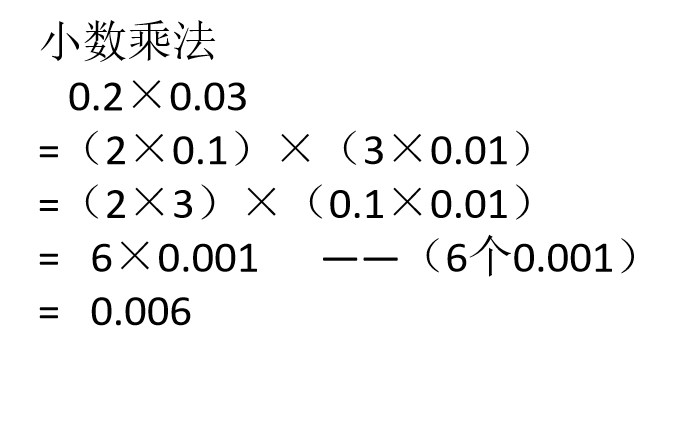 小数乘法
0.2×0.03
=（2×0.1）×（3×0.01）
=（2×3）×（0.1×0.01）
= 6×0.001 ——（6个0.001）
= 0.006